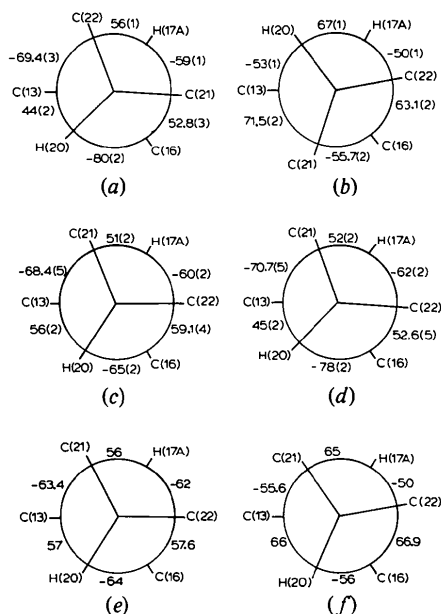 C(22) 56(1) H(17A)
-69.4(3) -59(1)
C(13) C(21)
44(2) 52.8(3)
H(20) -80(2) C(16)
(a)
H(20) 67(1) H(17A)
-53(1) -50(1)
C(13) C(22)
71.5(2) 63.1(2)
C(21) -55.7(2) C(16)
(b)
C(21) 51(2) H(17A)
-68.4(5) -60(2)
C(13) C(22)
56(2) 59.1(4)
H(20) -65(2) C(16)
(c)
C(21) 52(2) H(17A)
-70.7(5) -62(2)
C(13) C(22)
45(2) 52.6(5)
H(20) -78(2) C(16)
(d)
C(21) 56 H(17A)
-63.4 -62
C(13) C(22)
57 57.6
H(20) -64 C(16)
(e)
C(21) 65 H(17A)
-55.6 -50
C(13) C(22)
66 66.9
H(20) -56 C(16)
(f)